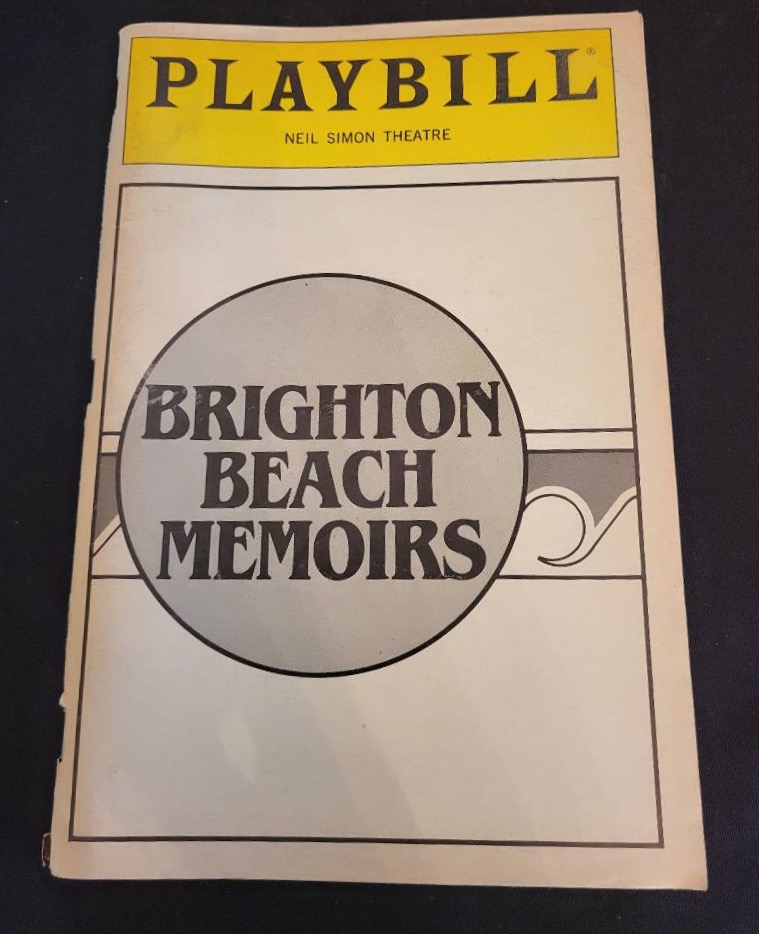 PLAYBILL®
NEIL SIMON THEATRE
BRIGHTON
BEACH
MEMOIRS